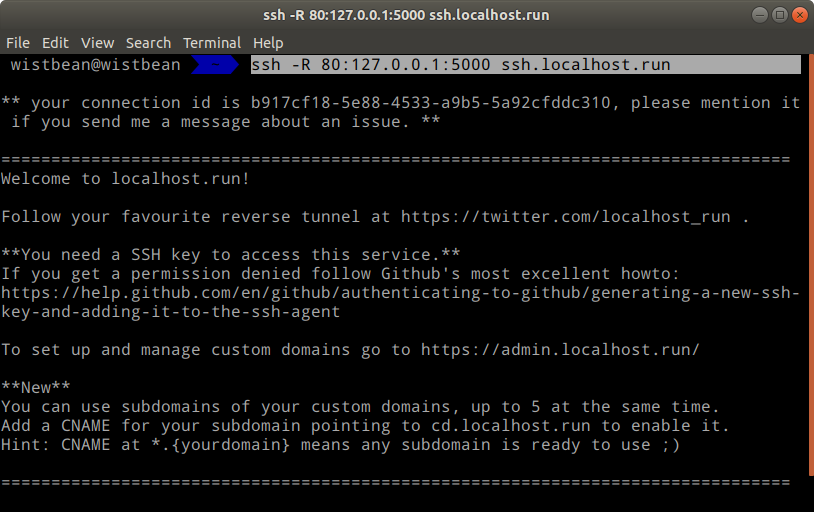 ssh -R 80:127.0.0.1:5000 ssh.localhost.run
File Edit View Search Terminal Help
wistbean@wistbean ~ ssh -R 80:127.0.0.1:5000 ssh.localhost.run
** your connection id is b917cf18-5e88-4533-a9b5-5a92cfddc310, please mention it
if you send me a message about an issue. **
===============================================================================
Welcome to localhost.run!
Follow your favourite reverse tunnel at https://twitter.com/localhost_run .
**You need a SSH key to access this service.**
If you get a permission denied follow Github's most excellent howto:
https://help.github.com/en/github/authenticating-to-github/generating-a-new-ssh-
key-and-adding-it-to-the-ssh-agent
To set up and manage custom domains go to https://admin.localhost.run/
**New**
You can use subdomains of your custom domains, up to 5 at the same time.
Add a CNAME for your subdomain pointing to cd.localhost.run to enable it.
Hint: CNAME at *.{yourdomain} means any subdomain is ready to use ;)
===============================================================================